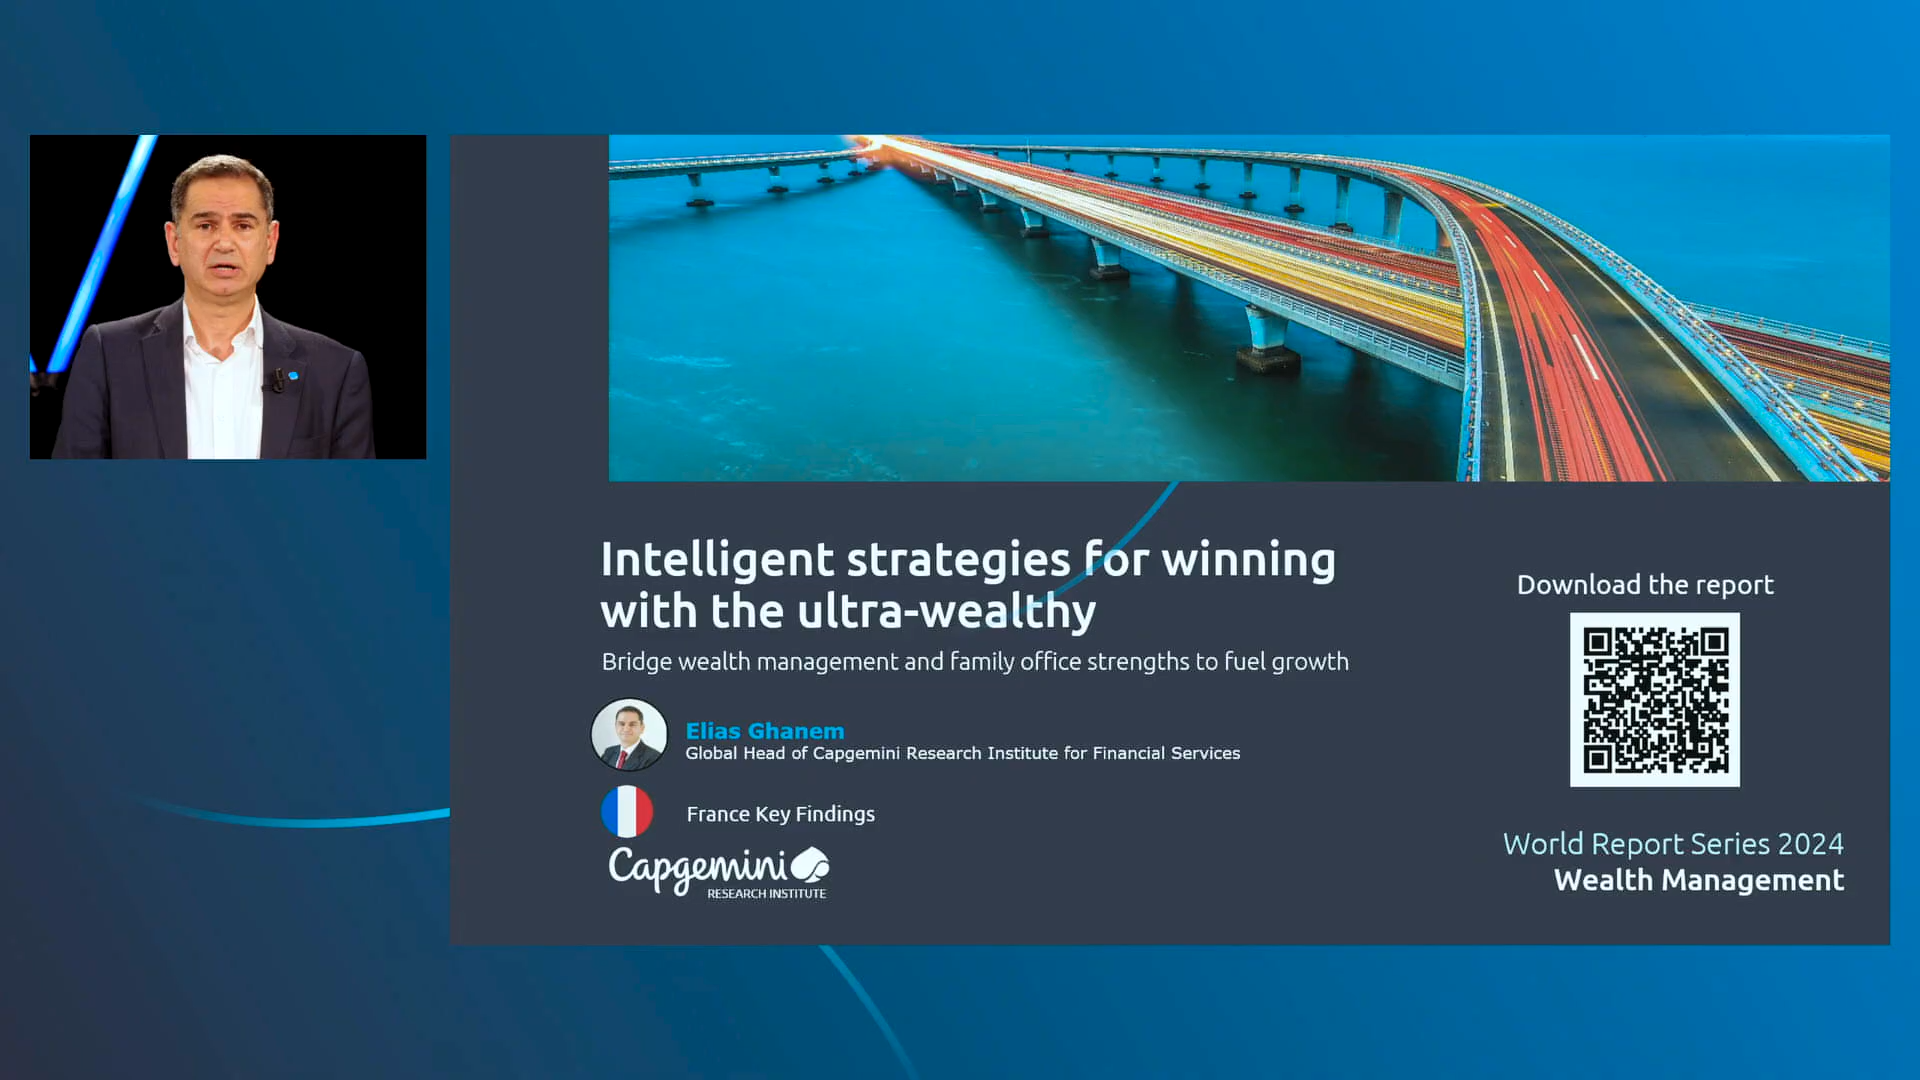 Intelligent strategies for winning
with the ultra-wealthy
Bridge wealth management and family office strengths to fuel growth
Elias Ghanem
Global Head of Capgemini Research Institute for Financial Services
France Key Findings
Capgemini
RESEARCH INSTITUTE
Download the report
World Report Series 2024
Wealth Management